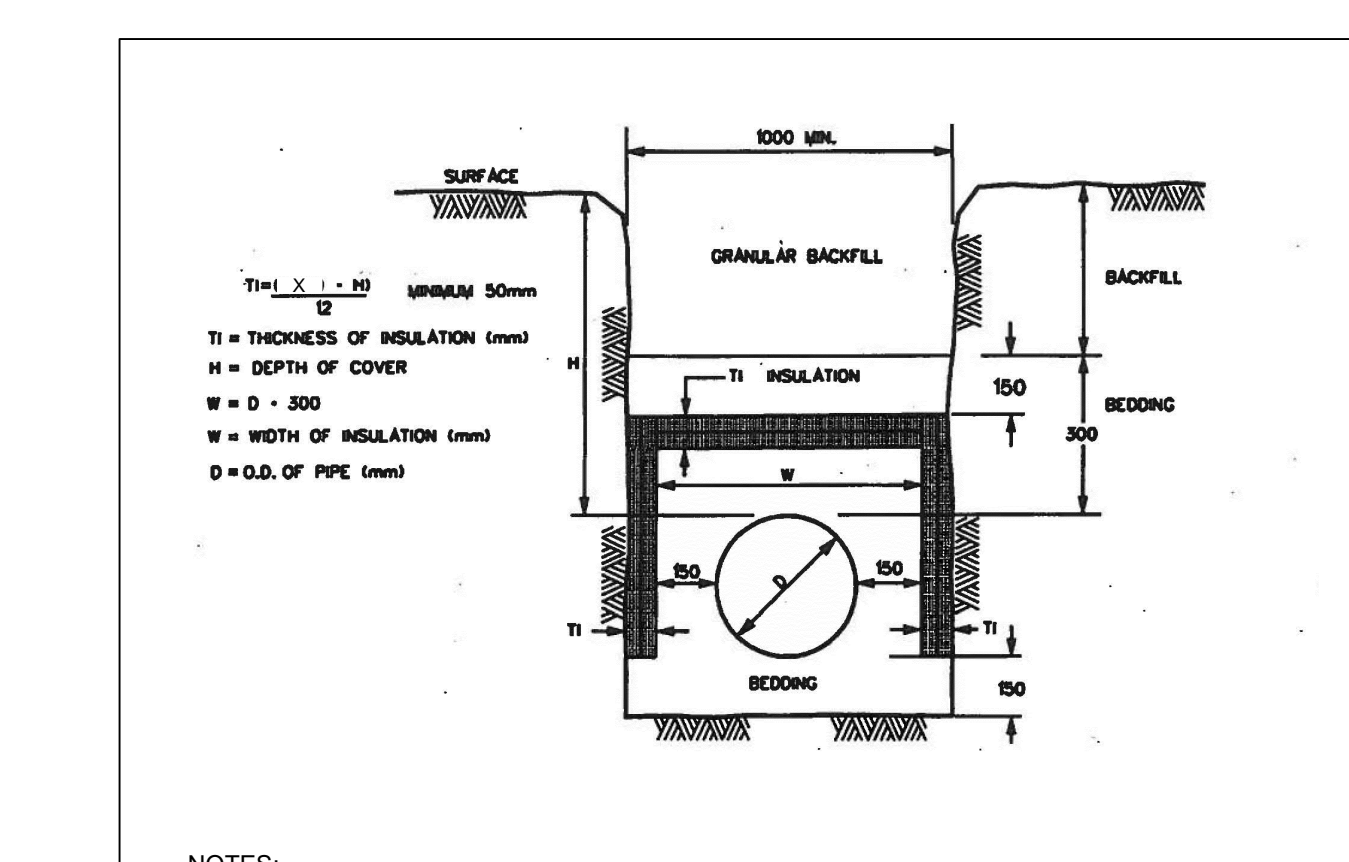 1000 MIN.
SURFACE
GRANULAR BACKFILL
TI=( X ) - H)
12
MINIMUM 50mm
BACKFILL
TI = THICKNESS OF INSULATION (mm)
H = DEPTH OF COVER
H
TI INSULATION
150
W = D + 300
BEDDING
W = WIDTH OF INSULATION (mm)
300
D = O.D. OF PIPE (mm)
W
150
D
150
TI
TI
BEDDING
150
NOTES: